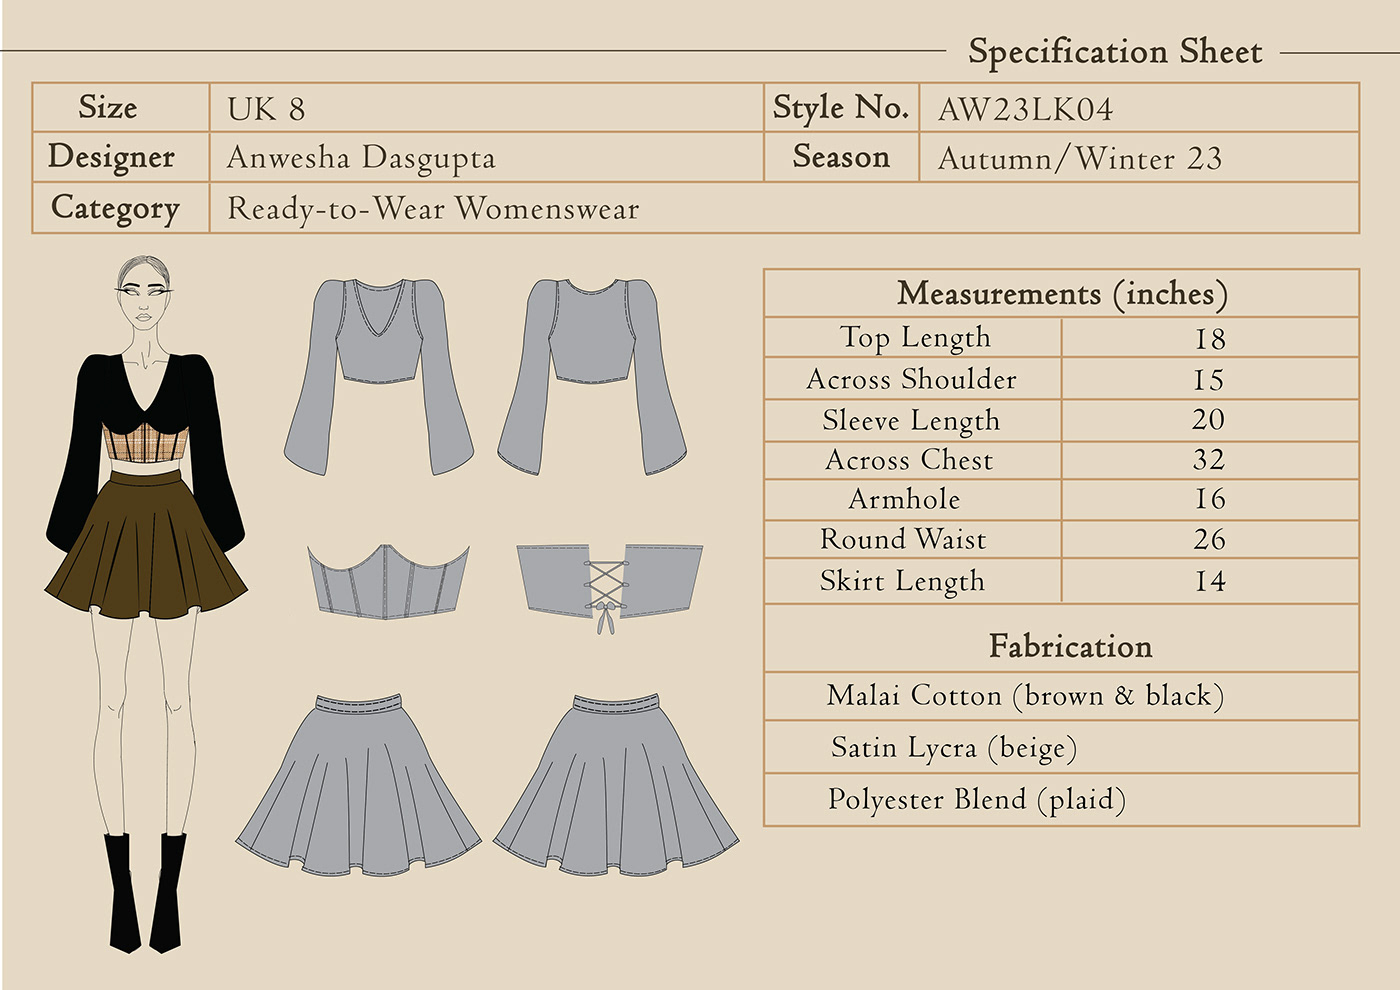 Specification Sheet
Size UK 8 Style No. AW23LK04
Designer Anwesha Dasgupta Season Autumn/Winter 23
Category Ready-to-Wear Womenswear
Measurements (inches)
Top Length 18
Across Shoulder 15
Sleeve Length 20
Across Chest 32
Armhole 16
Round Waist 26
Skirt Length 14
Fabrication
Malai Cotton (brown & black)
Satin Lycra (beige)
Polyester Blend (plaid)